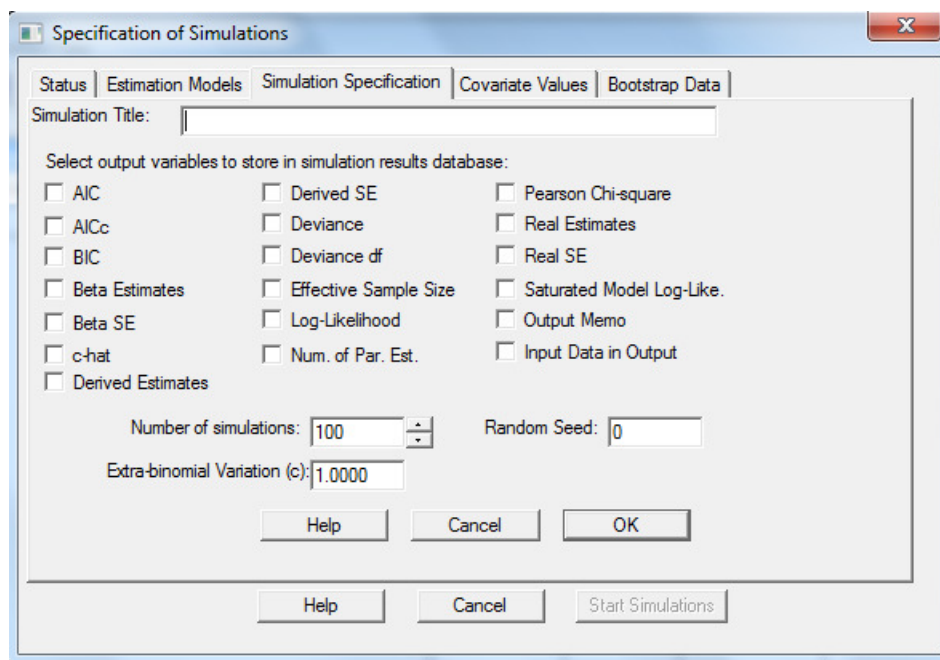 Specification of Simulations
Status Estimation Models Simulation Specification Covariate Values Bootstrap Data
Simulation Title:
Select output variables to store in simulation results database:
AIC Derived SE Pearson Chi-square
AICc Deviance Real Estimates
BIC Deviance df Real SE
Beta Estimates Effective Sample Size Saturated Model Log-Like.
Beta SE Log-Likelihood Output Memo
c-hat Num. of Par. Est. Input Data in Output
Derived Estimates
Number of simulations: 100 Random Seed: 0
Extra-binomial Variation (c): 1.0000
Help Cancel OK
Help Cancel Start Simulations